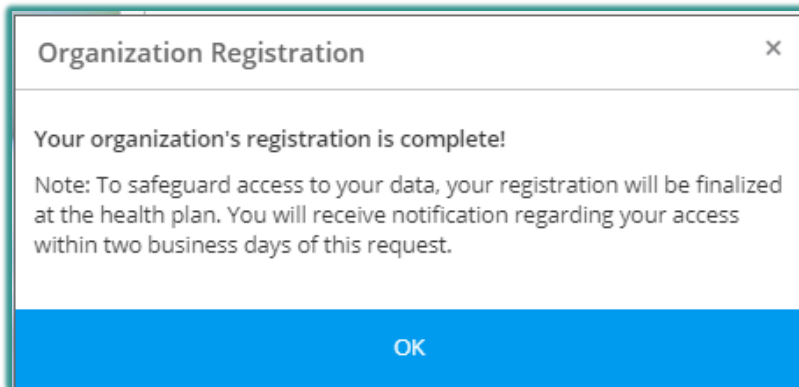 Organization Registration ×
Your organization's registration is complete!
Note: To safeguard access to your data, your registration will be finalized
at the health plan. You will receive notification regarding your access
within two business days of this request.
OK